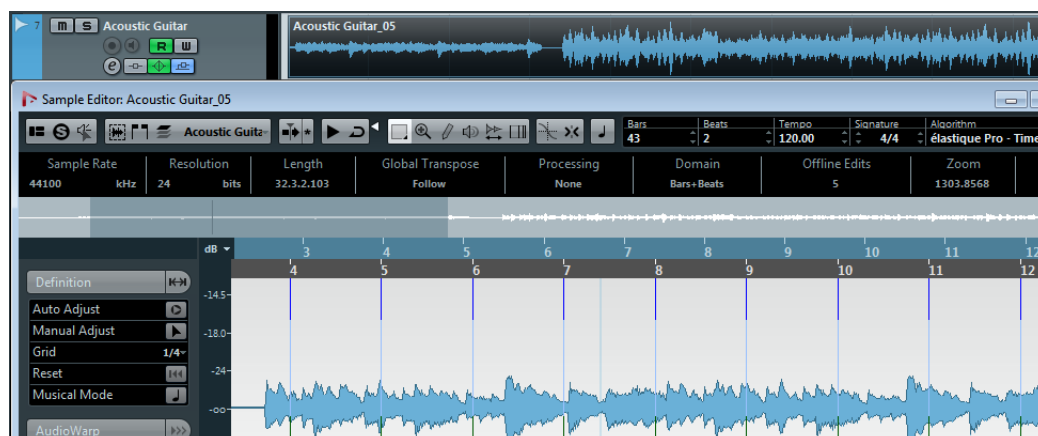 7 m S Acoustic Guitar
R W
e
Acoustic Guitar_05
Sample Editor: Acoustic Guitar_05
S Acoustic Guita * Bars Beats Tempo Signature Algorithm
43 2 120.00 4/4 élastique Pro - Time
Sample Rate Resolution Length Global Transpose Processing Domain Offline Edits Zoom
44100 kHz 24 bits 32.3.2.103 Follow None Bars+Beats 5 1303.8568
dB 3 4 5 6 7 8 9 10 11 12
4 5 6 7 8 9 10 11 12
Definition
-14.5-
Auto Adjust
Manual Adjust
-18.0-
Grid 1/4
Reset
-24-
Musical Mode
-oo-
AudioWarp